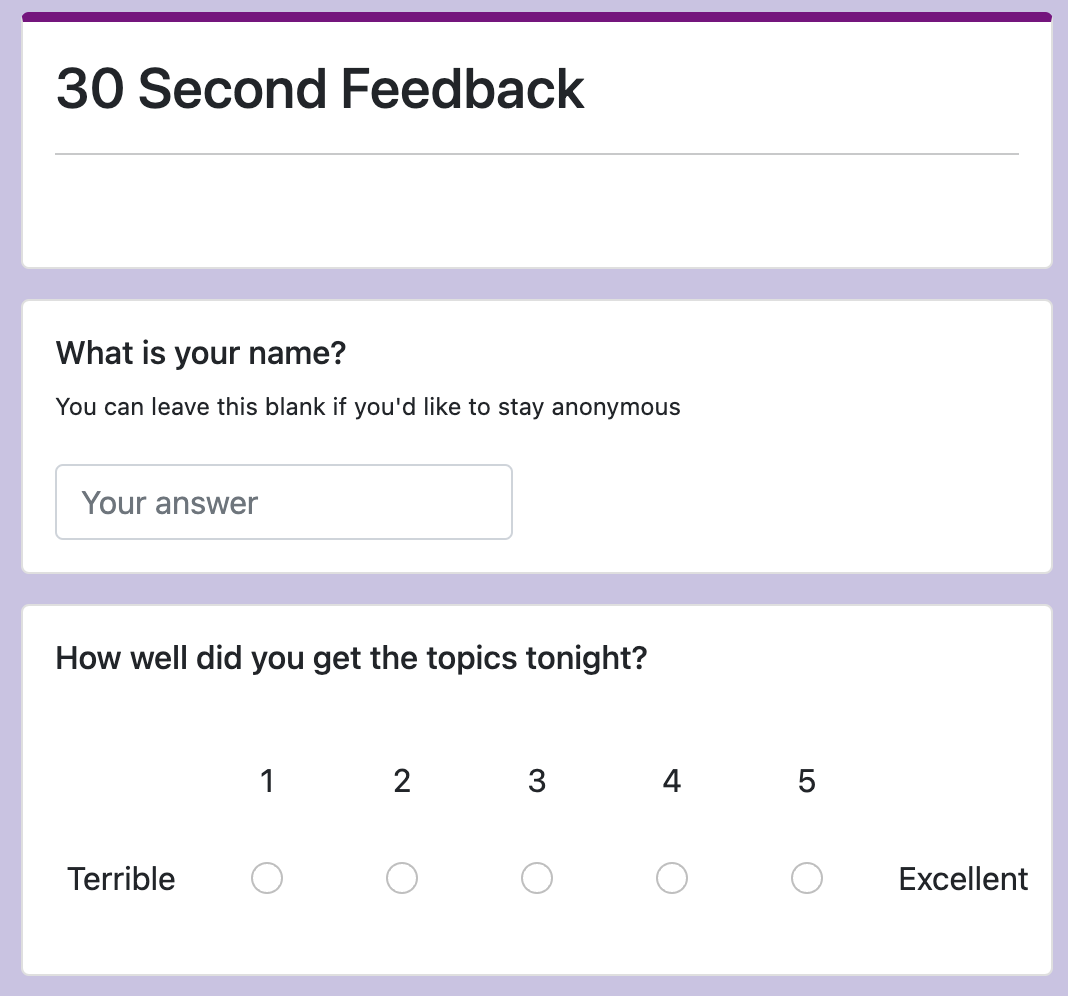 30 Second Feedback
What is your name?
You can leave this blank if you'd like to stay anonymous
Your answer
How well did you get the topics tonight?
1 2 3 4 5
Terrible Excellent